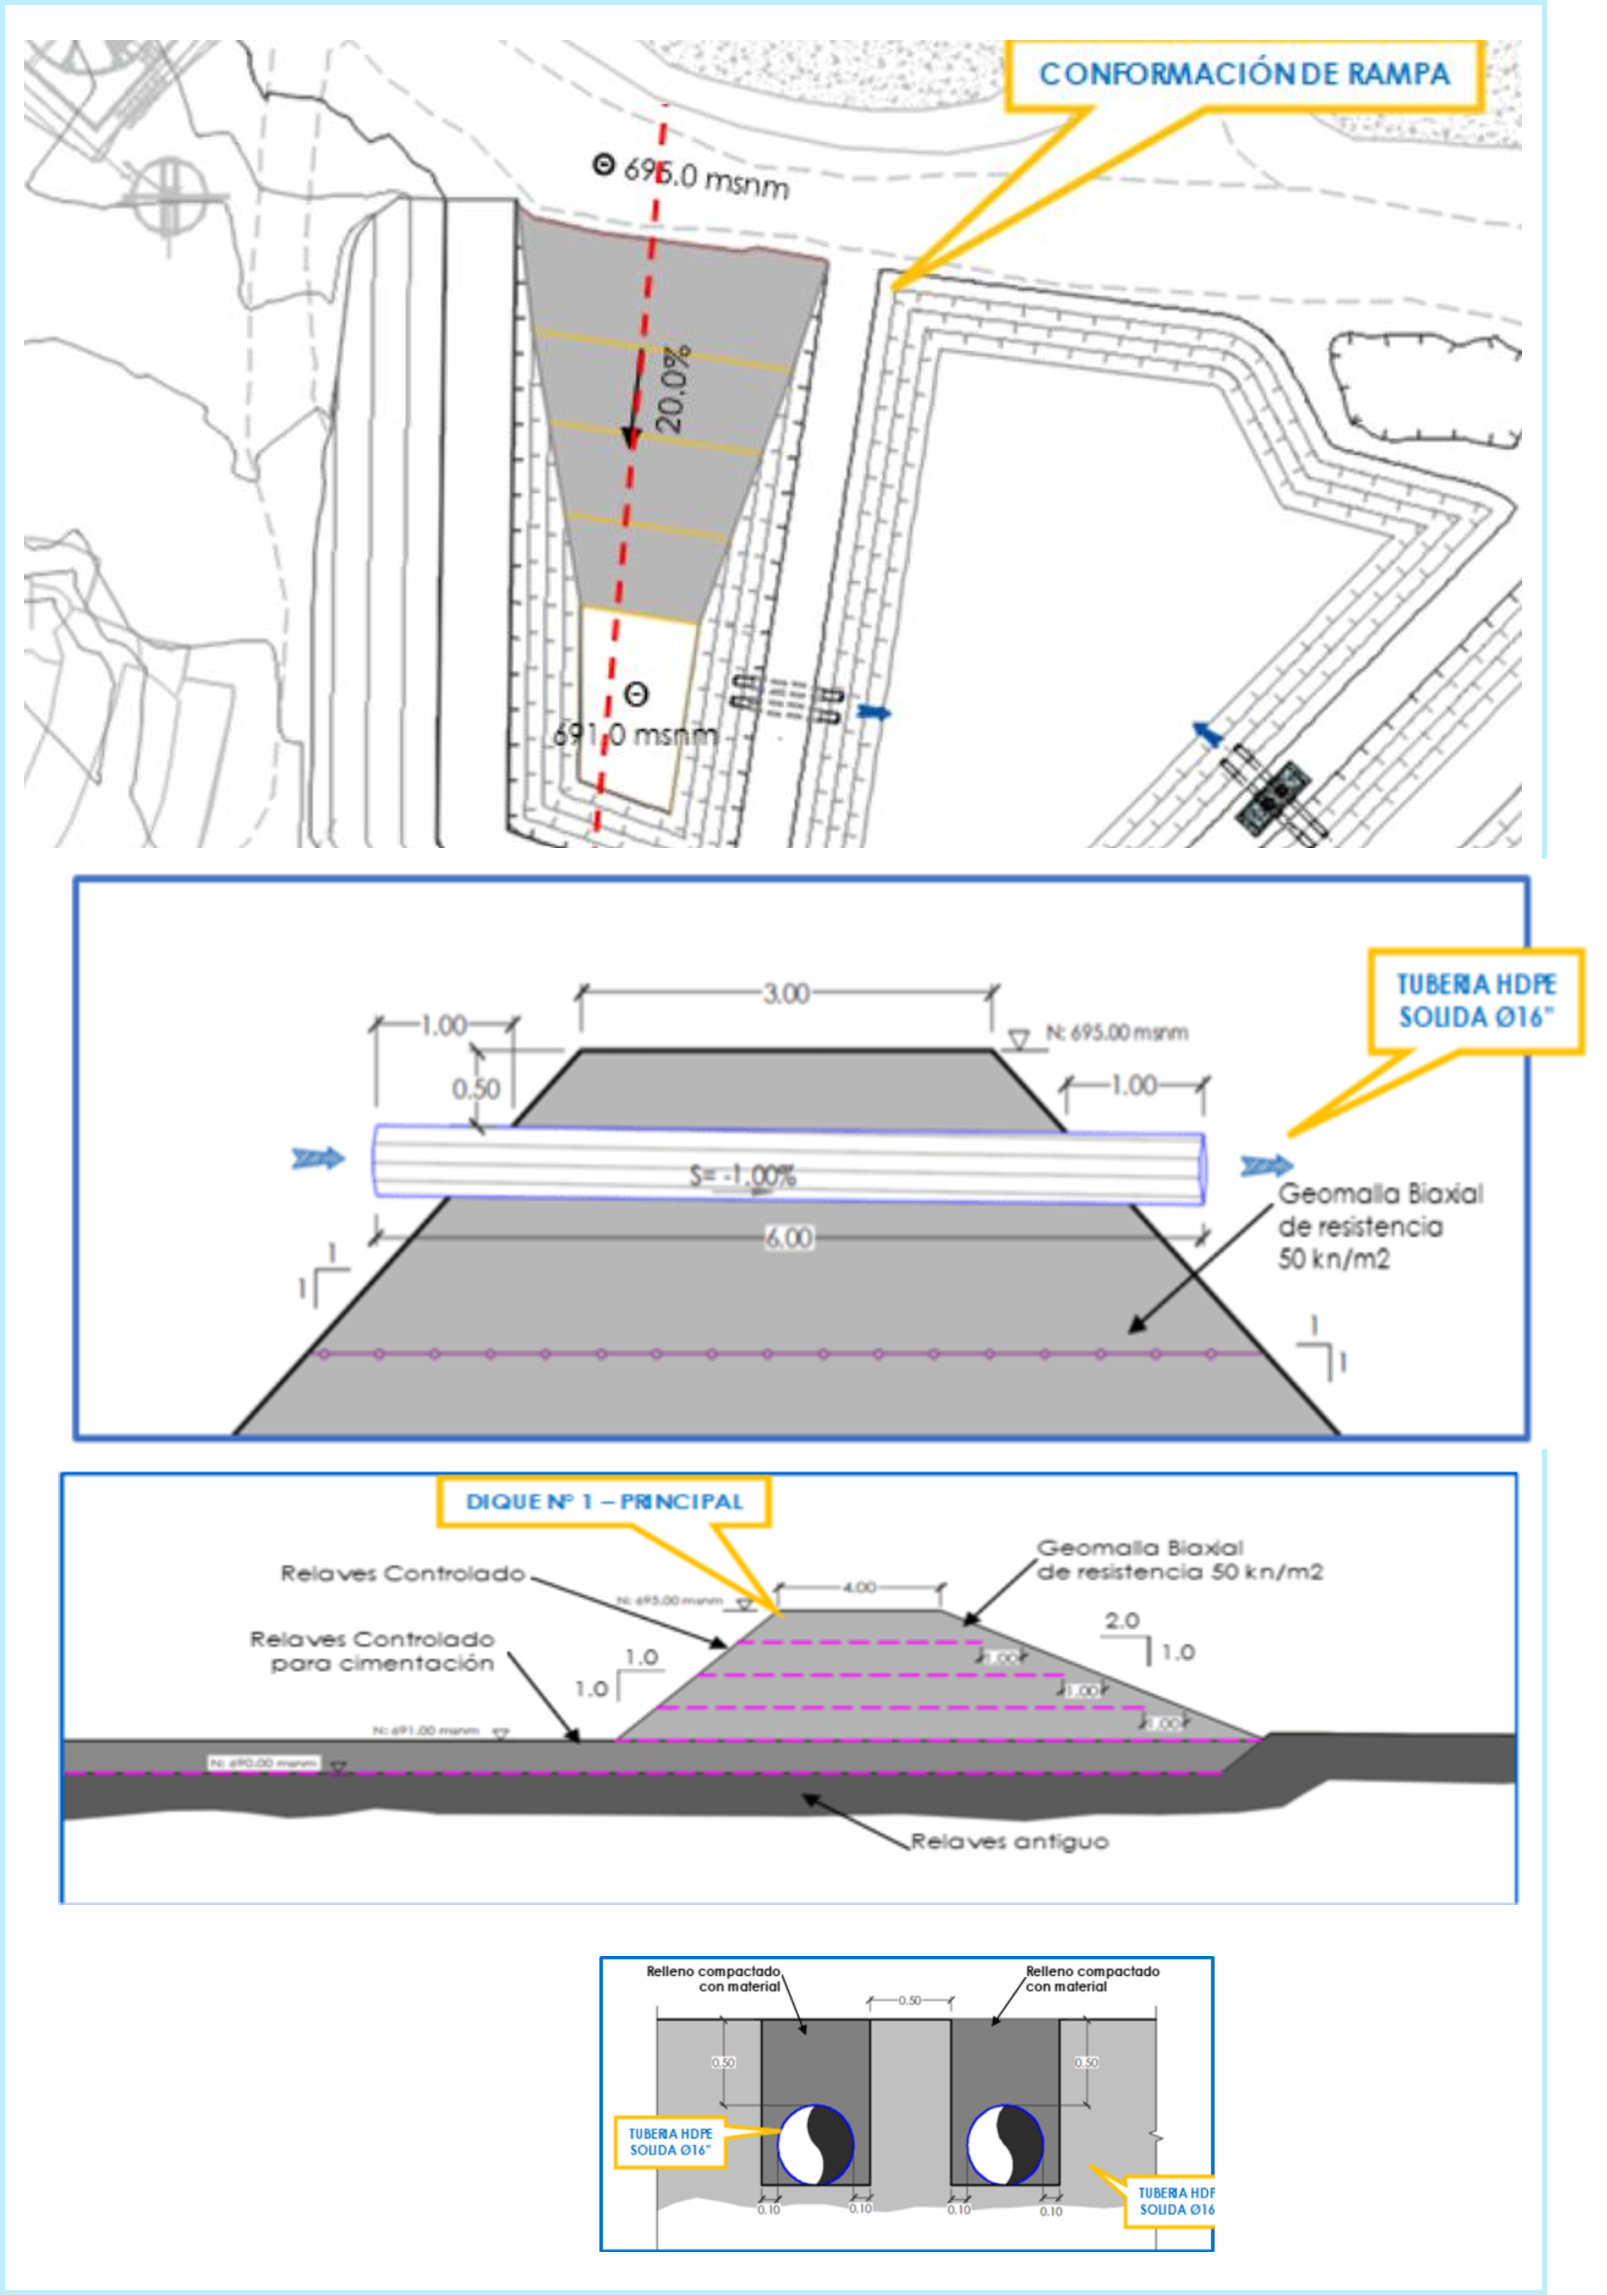 CONFORMACIÓN DE RAMPA
695.0 msnm
20.0%
691.0 msnm
3.00
1.00
N: 695.00 msnm
0.50
1.00
TUBERIA HDPE
SOLIDA Ø16"
S= -1.00%
Geomalla Biaxial
de resistencia
50 kn/m2
6.00
1
1
1
1
DIQUE Nº 1 – PRINCIPAL
Geomalla Biaxial
de resistencia 50 kn/m2
Relaves Controlado
4.00
N: 695.00 msnm
2.0
1.0
Relaves Controlado
para cimentación
1.0
1.0
1.00
1.00
1.00
N: 691.00 msnm
N: 690.00 msnm
Relaves antiguo
Relleno compactado
con material
Relleno compactado
con material
0.50
0.50
0.50
TUBERIA HDPE
SOLIDA Ø16"
TUBERIA HDP
SOLIDA Ø16
0.10
0.10
0.10
0.10